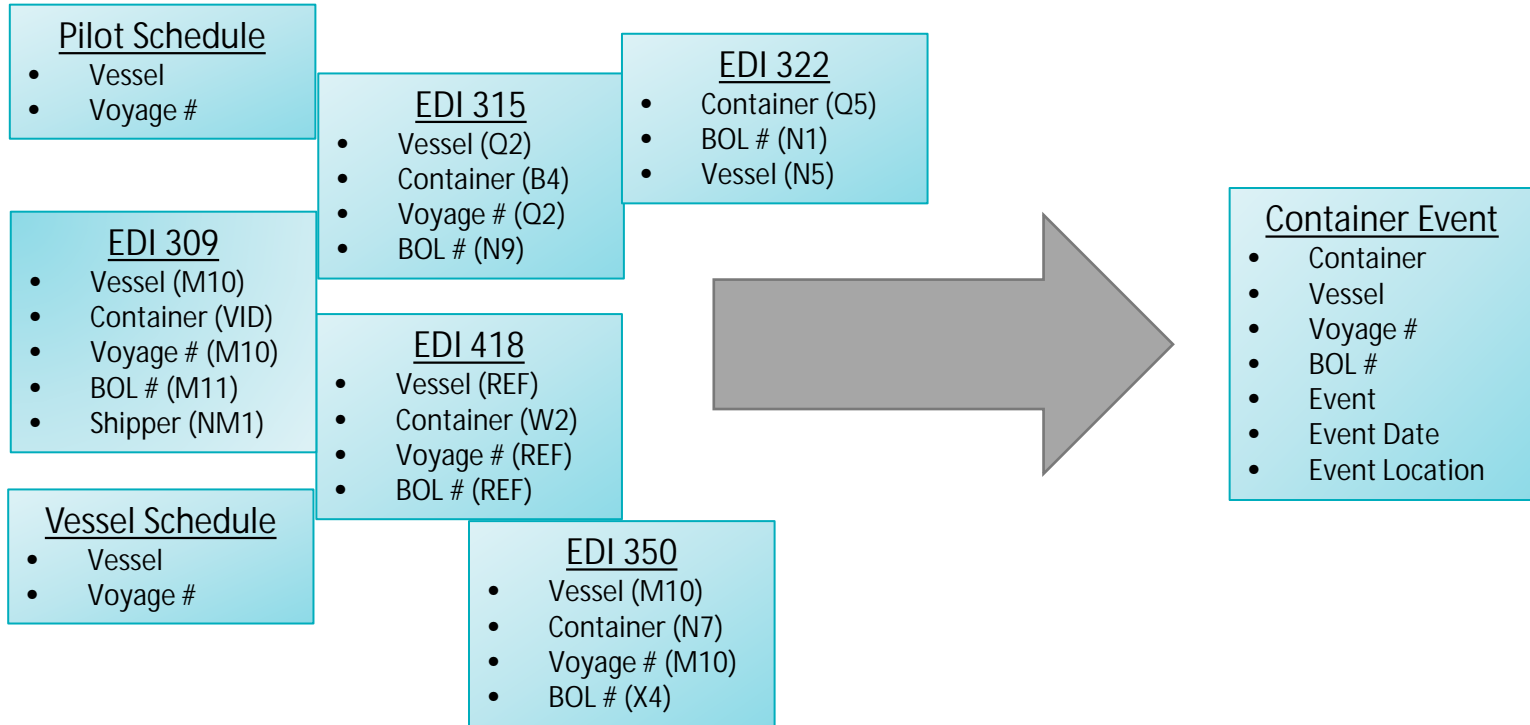 Pilot Schedule
• Vessel
• Voyage #
EDI 315
• Vessel (Q2)
• Container (B4)
• Voyage # (Q2)
• BOL # (N9)
EDI 322
• Container (Q5)
• BOL # (N1)
• Vessel (N5)
EDI 309
• Vessel (M10)
• Container (VID)
• Voyage # (M10)
• BOL # (M11)
• Shipper (NM1)
EDI 418
• Vessel (REF)
• Container (W2)
• Voyage # (REF)
• BOL # (REF)
Vessel Schedule
• Vessel
• Voyage #
EDI 350
• Vessel (M10)
• Container (N7)
• Voyage # (M10)
• BOL # (X4)
Container Event
• Container
• Vessel
• Voyage #
• BOL #
• Event
• Event Date
• Event Location